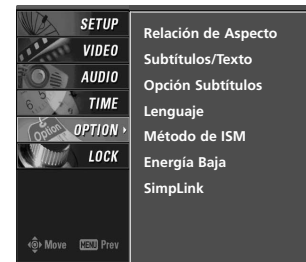 SETUP
VIDEO
AUDIO
TIME
OPTION
LOCK
Move MENU Prev
Relación de Aspecto
Subtítulos/Texto
Opción Subtítulos
Lenguaje
Método de ISM
Energía Baja
SimpLink